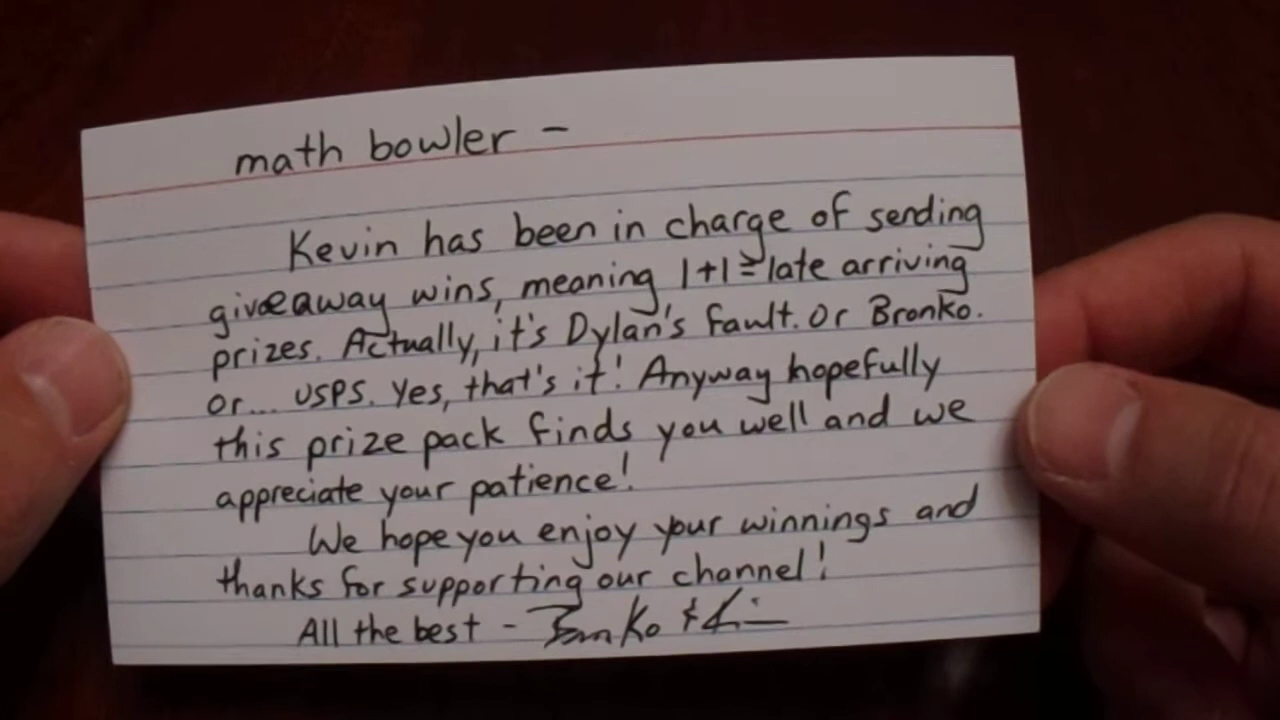 math bowler -
Kevin has been in charge of sending
giveaway wins, meaning 1+1≥late arriving
prizes. Actually, it's Dylan's fault. Or Bronko.
Or... USPS. Yes, that's it! Anyway hopefully
this prize pack finds you well and we
appreciate your patience!
We hope you enjoy your winnings and
thanks for supporting our channel!
All the best - Bronko &